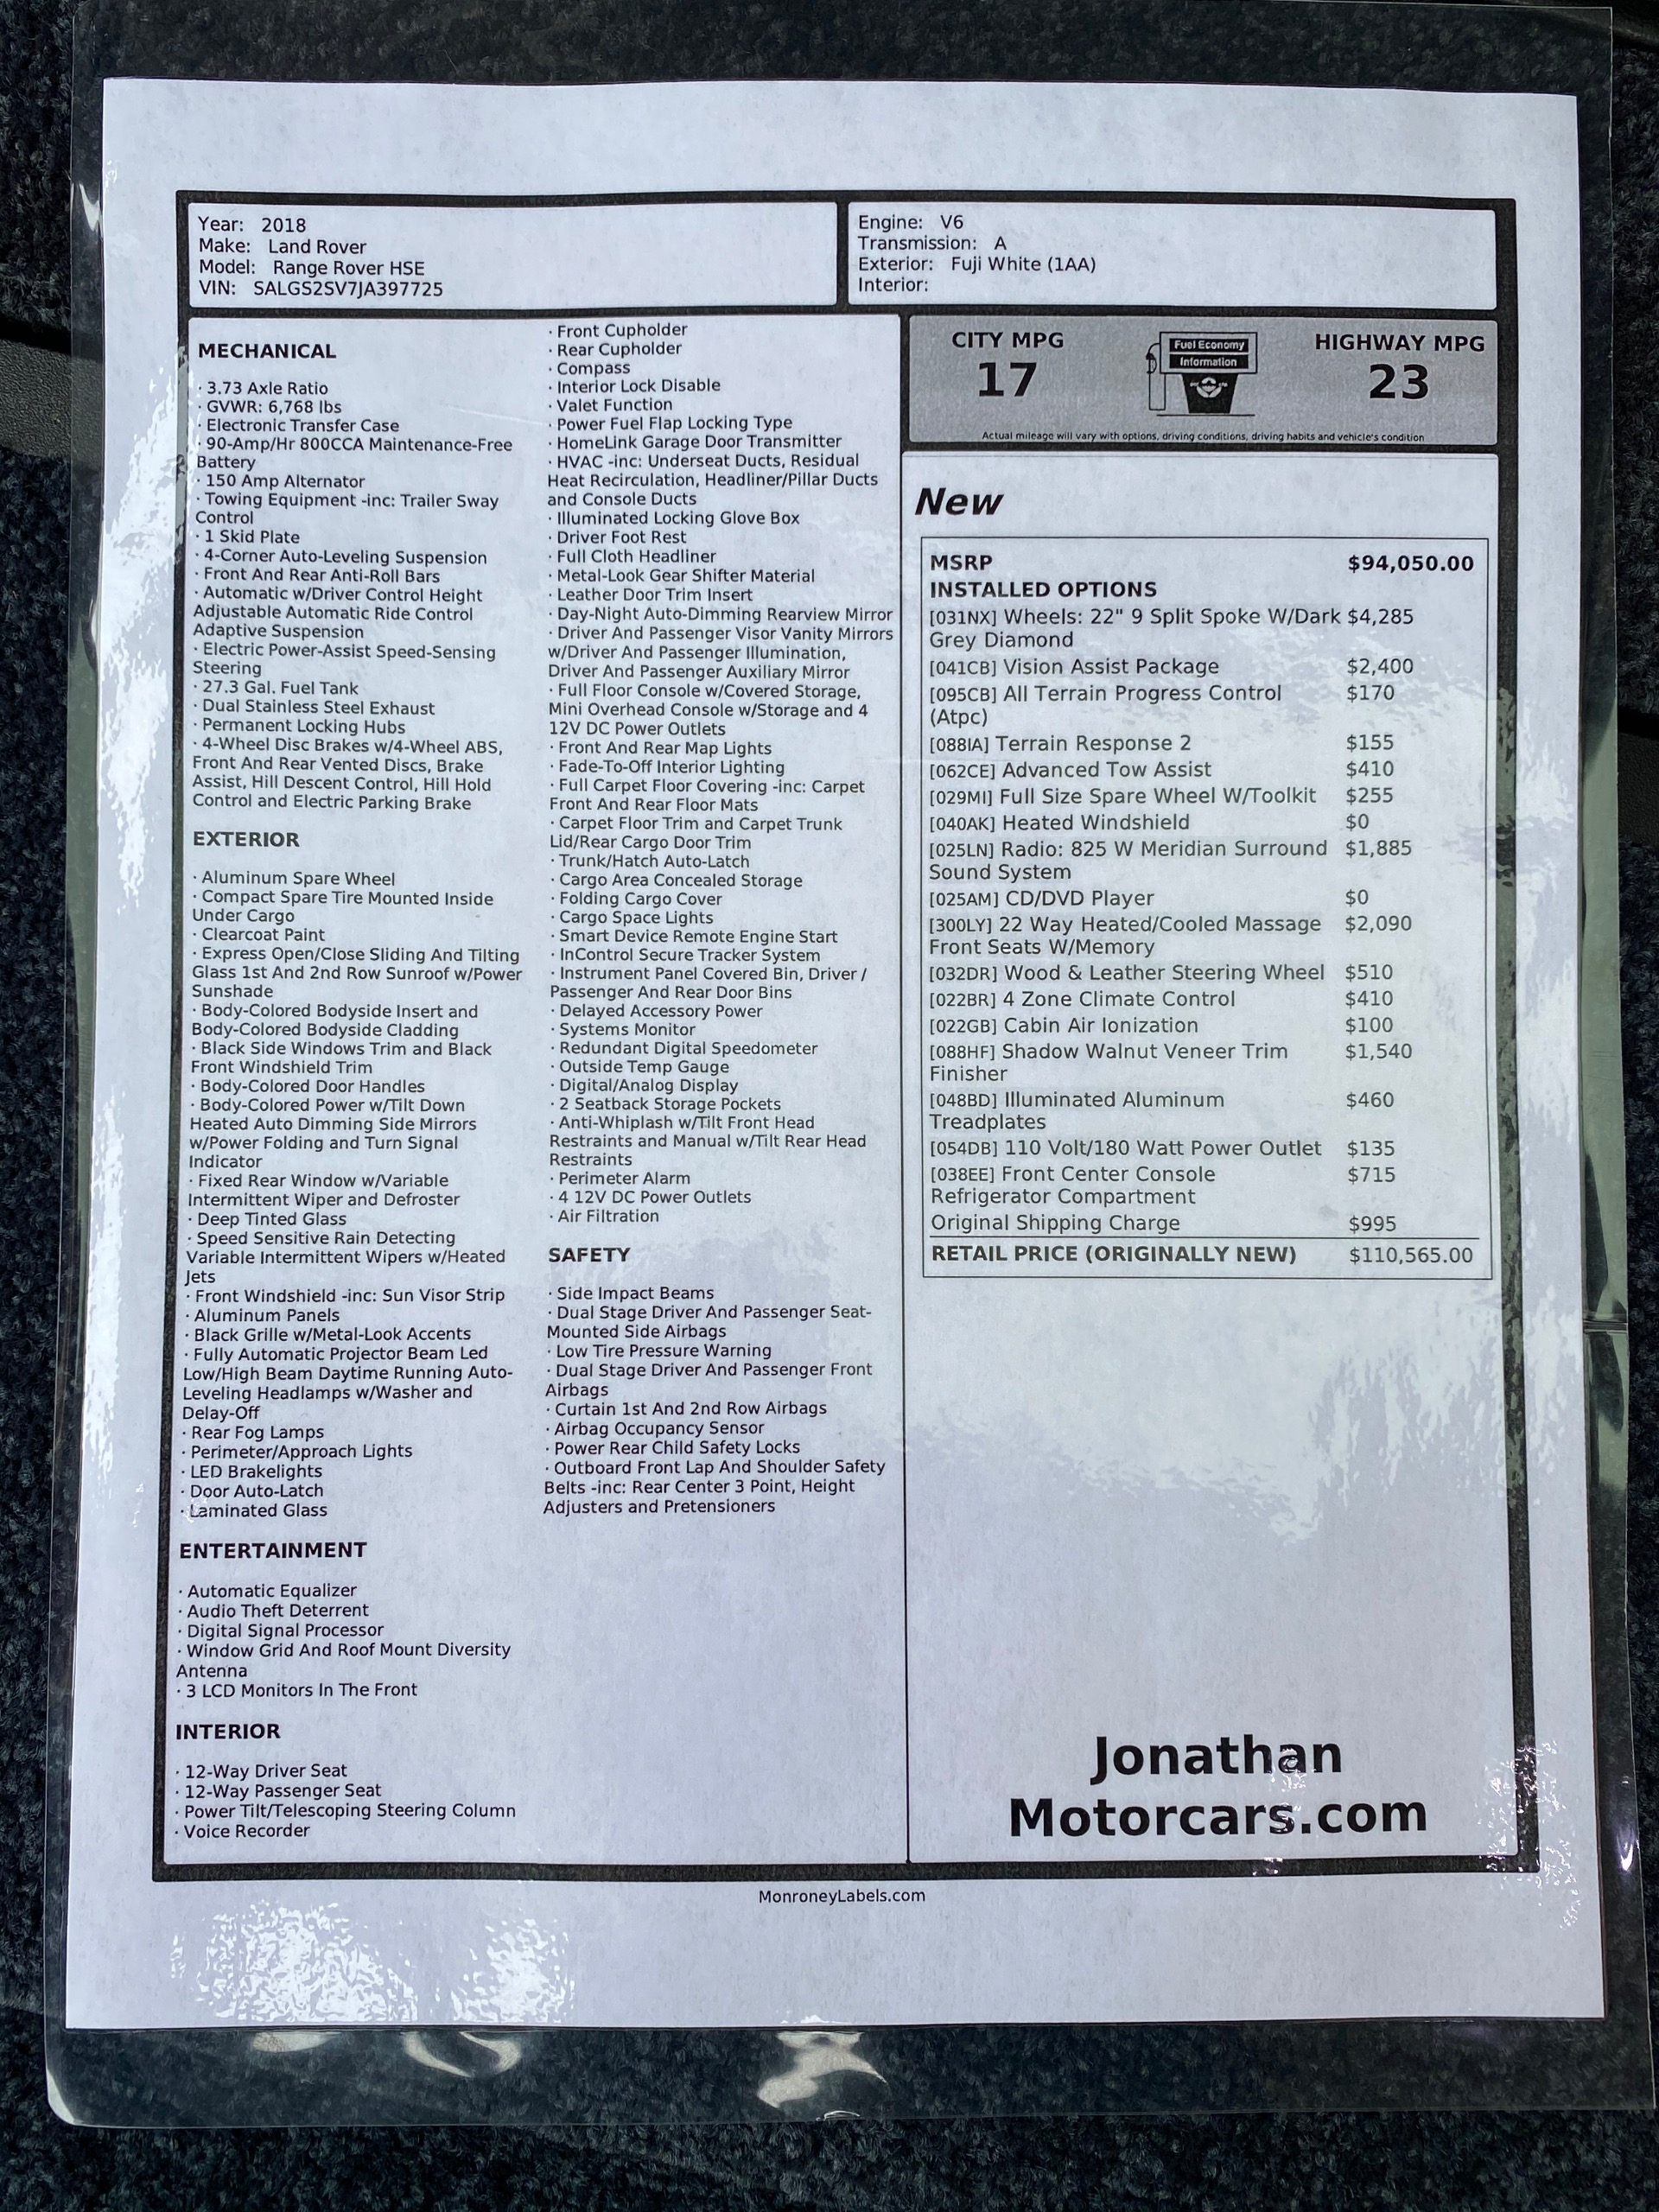 Year: 2018
Make: Land Rover
Model: Range Rover HSE
VIN: SALGS2SV7JA397725
Engine: V6
Transmission: A
Exterior: Fuji White (1AA)
Interior:
MECHANICAL
· 3.73 Axle Ratio
· GVWR: 6,768 lbs
· Electronic Transfer Case
· 90-Amp/Hr 800CCA Maintenance-Free
Battery
· 150 Amp Alternator
· Towing Equipment -inc: Trailer Sway
Control
· 1 Skid Plate
· 4-Corner Auto-Leveling Suspension
· Front And Rear Anti-Roll Bars
· Automatic w/Driver Control Height
Adjustable Automatic Ride Control
Adaptive Suspension
· Electric Power-Assist Speed-Sensing
Steering
· 27.3 Gal. Fuel Tank
· Dual Stainless Steel Exhaust
· Permanent Locking Hubs
· 4-Wheel Disc Brakes w/4-Wheel ABS,
Front And Rear Vented Discs, Brake
Assist, Hill Descent Control, Hill Hold
Control and Electric Parking Brake
EXTERIOR
· Aluminum Spare Wheel
· Compact Spare Tire Mounted Inside
Under Cargo
· Clearcoat Paint
· Express Open/Close Sliding And Tilting
Glass 1st And 2nd Row Sunroof w/Power
Sunshade
· Body-Colored Bodyside Insert and
Body-Colored Bodyside Cladding
· Black Side Windows Trim and Black
Front Windshield Trim
· Body-Colored Door Handles
· Body-Colored Power w/Tilt Down
Heated Auto Dimming Side Mirrors
w/Power Folding and Turn Signal
Indicator
· Fixed Rear Window w/Variable
Intermittent Wiper and Defroster
· Deep Tinted Glass
· Speed Sensitive Rain Detecting
Variable Intermittent Wipers w/Heated
Jets
· Front Windshield -inc: Sun Visor Strip
· Aluminum Panels
· Black Grille w/Metal-Look Accents
· Fully Automatic Projector Beam Led
Low/High Beam Daytime Running Auto-
Leveling Headlamps w/Washer and
Delay-Off
· Rear Fog Lamps
· Perimeter/Approach Lights
· LED Brakelights
· Door Auto-Latch
· Laminated Glass
ENTERTAINMENT
· Automatic Equalizer
· Audio Theft Deterrent
· Digital Signal Processor
· Window Grid And Roof Mount Diversity
Antenna
· 3 LCD Monitors In The Front
INTERIOR
· 12-Way Driver Seat
· 12-Way Passenger Seat
· Power Tilt/Telescoping Steering Column
· Voice Recorder
· Front Cupholder
· Rear Cupholder
· Compass
· Interior Lock Disable
· Valet Function
· Power Fuel Flap Locking Type
· HomeLink Garage Door Transmitter
· HVAC -inc: Underseat Ducts, Residual
Heat Recirculation, Headliner/Pillar Ducts
and Console Ducts
· Illuminated Locking Glove Box
· Driver Foot Rest
· Full Cloth Headliner
· Metal-Look Gear Shifter Material
· Leather Door Trim Insert
· Day-Night Auto-Dimming Rearview Mirror
· Driver And Passenger Visor Vanity Mirrors
w/Driver And Passenger Illumination,
Driver And Passenger Auxiliary Mirror
· Full Floor Console w/Covered Storage,
Mini Overhead Console w/Storage and 4
12V DC Power Outlets
· Front And Rear Map Lights
· Fade-To-Off Interior Lighting
· Full Carpet Floor Covering -inc: Carpet
Front And Rear Floor Mats
· Carpet Floor Trim and Carpet Trunk
Lid/Rear Cargo Door Trim
· Trunk/Hatch Auto-Latch
· Cargo Area Concealed Storage
· Folding Cargo Cover
· Cargo Space Lights
· Smart Device Remote Engine Start
· InControl Secure Tracker System
· Instrument Panel Covered Bin, Driver /
Passenger And Rear Door Bins
· Delayed Accessory Power
· Systems Monitor
· Redundant Digital Speedometer
· Outside Temp Gauge
· Digital/Analog Display
· 2 Seatback Storage Pockets
· Anti-Whiplash w/Tilt Front Head
Restraints and Manual w/Tilt Rear Head
Restraints
· Perimeter Alarm
· 4 12V DC Power Outlets
· Air Filtration
SAFETY
· Side Impact Beams
· Dual Stage Driver And Passenger Seat-
Mounted Side Airbags
· Low Tire Pressure Warning
· Dual Stage Driver And Passenger Front
Airbags
· Curtain 1st And 2nd Row Airbags
· Airbag Occupancy Sensor
· Power Rear Child Safety Locks
· Outboard Front Lap And Shoulder Safety
Belts -inc: Rear Center 3 Point, Height
Adjusters and Pretensioners
CITY MPG
17
Fuel Economy
Information
HIGHWAY MPG
23
Actual mileage will vary with options, driving conditions, driving habits and vehicle's condition
New
MSRP $94,050.00
INSTALLED OPTIONS
[031NX] Wheels: 22" 9 Split Spoke W/Dark $4,285
Grey Diamond
[041CB] Vision Assist Package $2,400
[095CB] All Terrain Progress Control $170
(Atpc)
[088IA] Terrain Response 2 $155
[062CE] Advanced Tow Assist $410
[029MI] Full Size Spare Wheel W/Toolkit $255
[040AK] Heated Windshield $0
[025LN] Radio: 825 W Meridian Surround $1,885
Sound System
[025AM] CD/DVD Player $0
[300LY] 22 Way Heated/Cooled Massage $2,090
Front Seats W/Memory
[032DR] Wood & Leather Steering Wheel $510
[022BR] 4 Zone Climate Control $410
[022GB] Cabin Air Ionization $100
[088HF] Shadow Walnut Veneer Trim $1,540
Finisher
[048BD] Illuminated Aluminum $460
Treadplates
[054DB] 110 Volt/180 Watt Power Outlet $135
[038EE] Front Center Console $715
Refrigerator Compartment
Original Shipping Charge $995
RETAIL PRICE (ORIGINALLY NEW) $110,565.00
Jonathan
Motorcars.com
MonroneyLabels.com